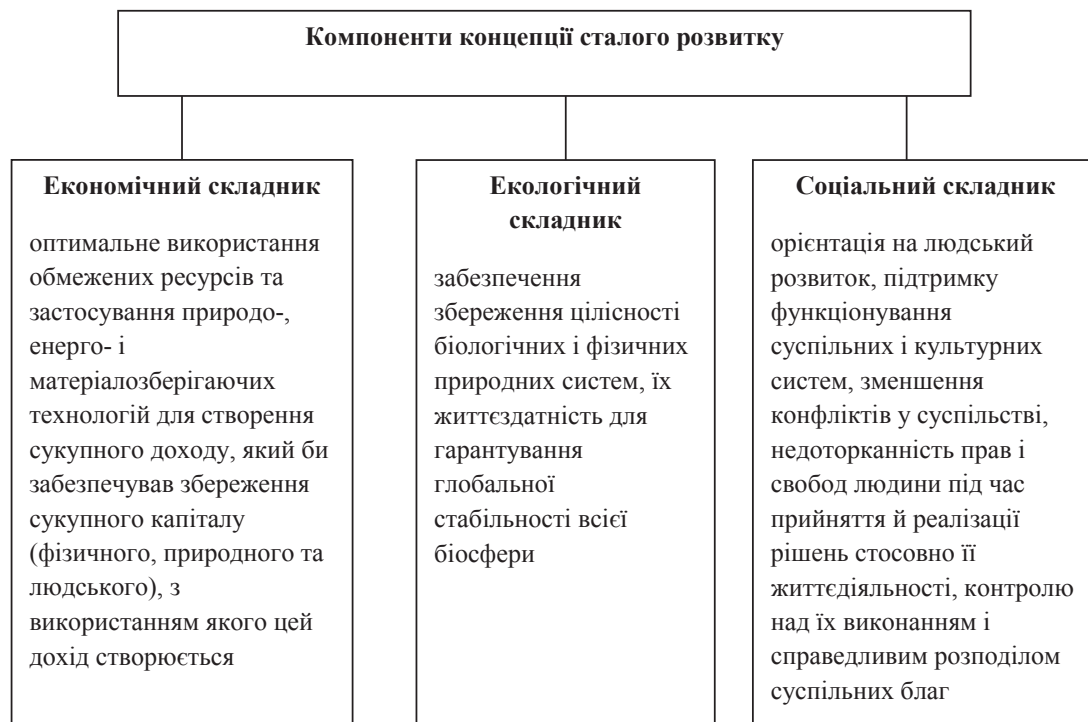 Компоненти концепції сталого розвитку
Економічний складник
оптимальне використання
обмежених ресурсів та
застосування природо-,
енерго- і
матеріалозберігаючих
технологій для створення
сукупного доходу, який би
забезпечував збереження
сукупного капіталу
(фізичного, природного та
людського), з
використанням якого цей
дохід створюється
Екологічний
складник
забезпечення
збереження цілісності
біологічних і фізичних
природних систем, їх
життєздатність для
гарантування
глобальної
стабільності всієї
біосфери
Соціальний складник
орієнтація на людський
розвиток, підтримку
функціонування
суспільних і культурних
систем, зменшення
конфліктів у суспільстві,
недоторканність прав і
свобод людини під час
прийняття й реалізації
рішень стосовно її
життєдіяльності, контролю
над їх виконанням і
справедливим розподілом
суспільних благ